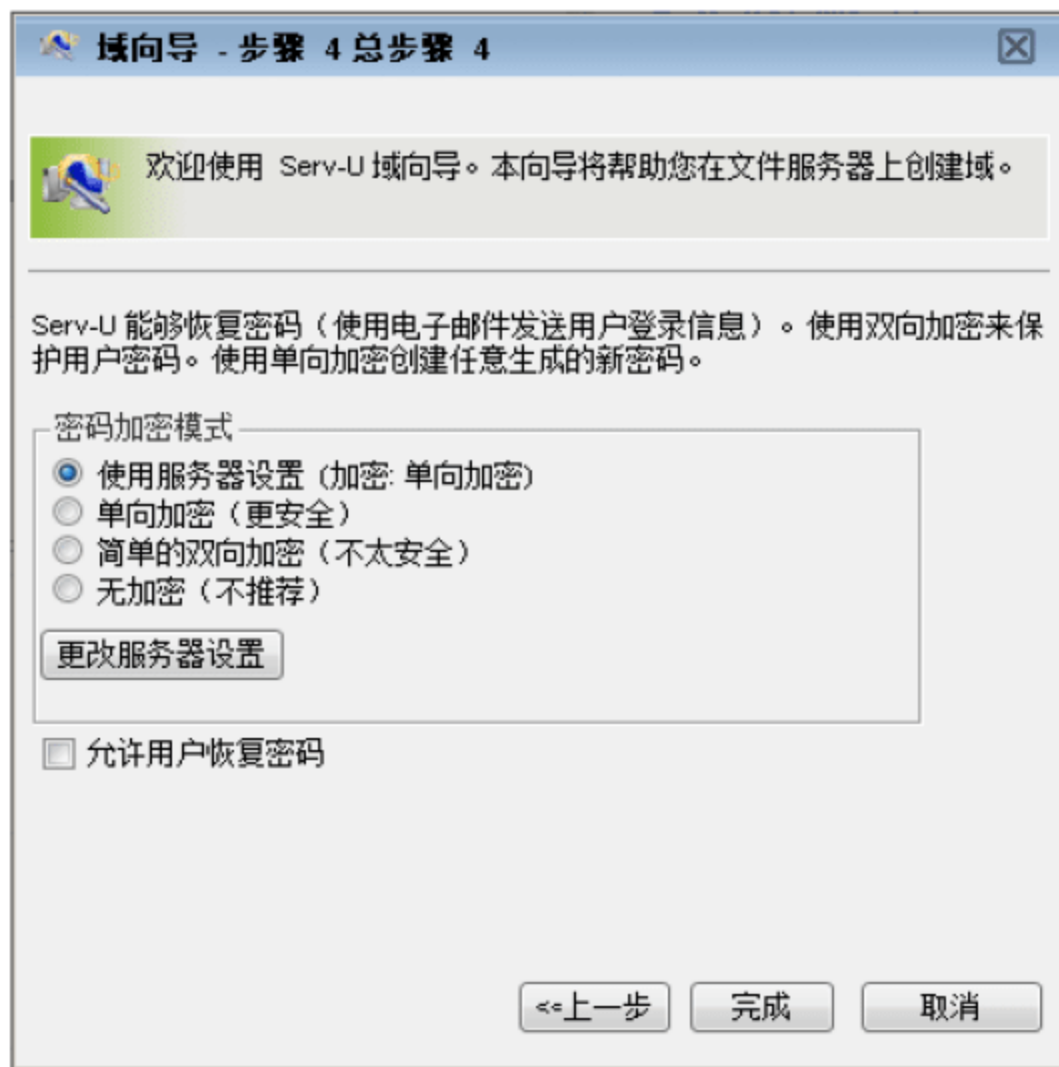 域向导 - 步骤 4 总步骤 4
欢迎使用 Serv-U 域向导。本向导将帮助您在文件服务器上创建域。
Serv-U 能够恢复密码（使用电子邮件发送用户登录信息）。使用双向加密来保
护用户密码。使用单向加密创建任意生成的新密码。
密码加密模式
使用服务器设置 (加密: 单向加密)
单向加密（更安全）
简单的双向加密（不太安全）
无加密（不推荐）
更改服务器设置
允许用户恢复密码
<<上一步 完成 取消